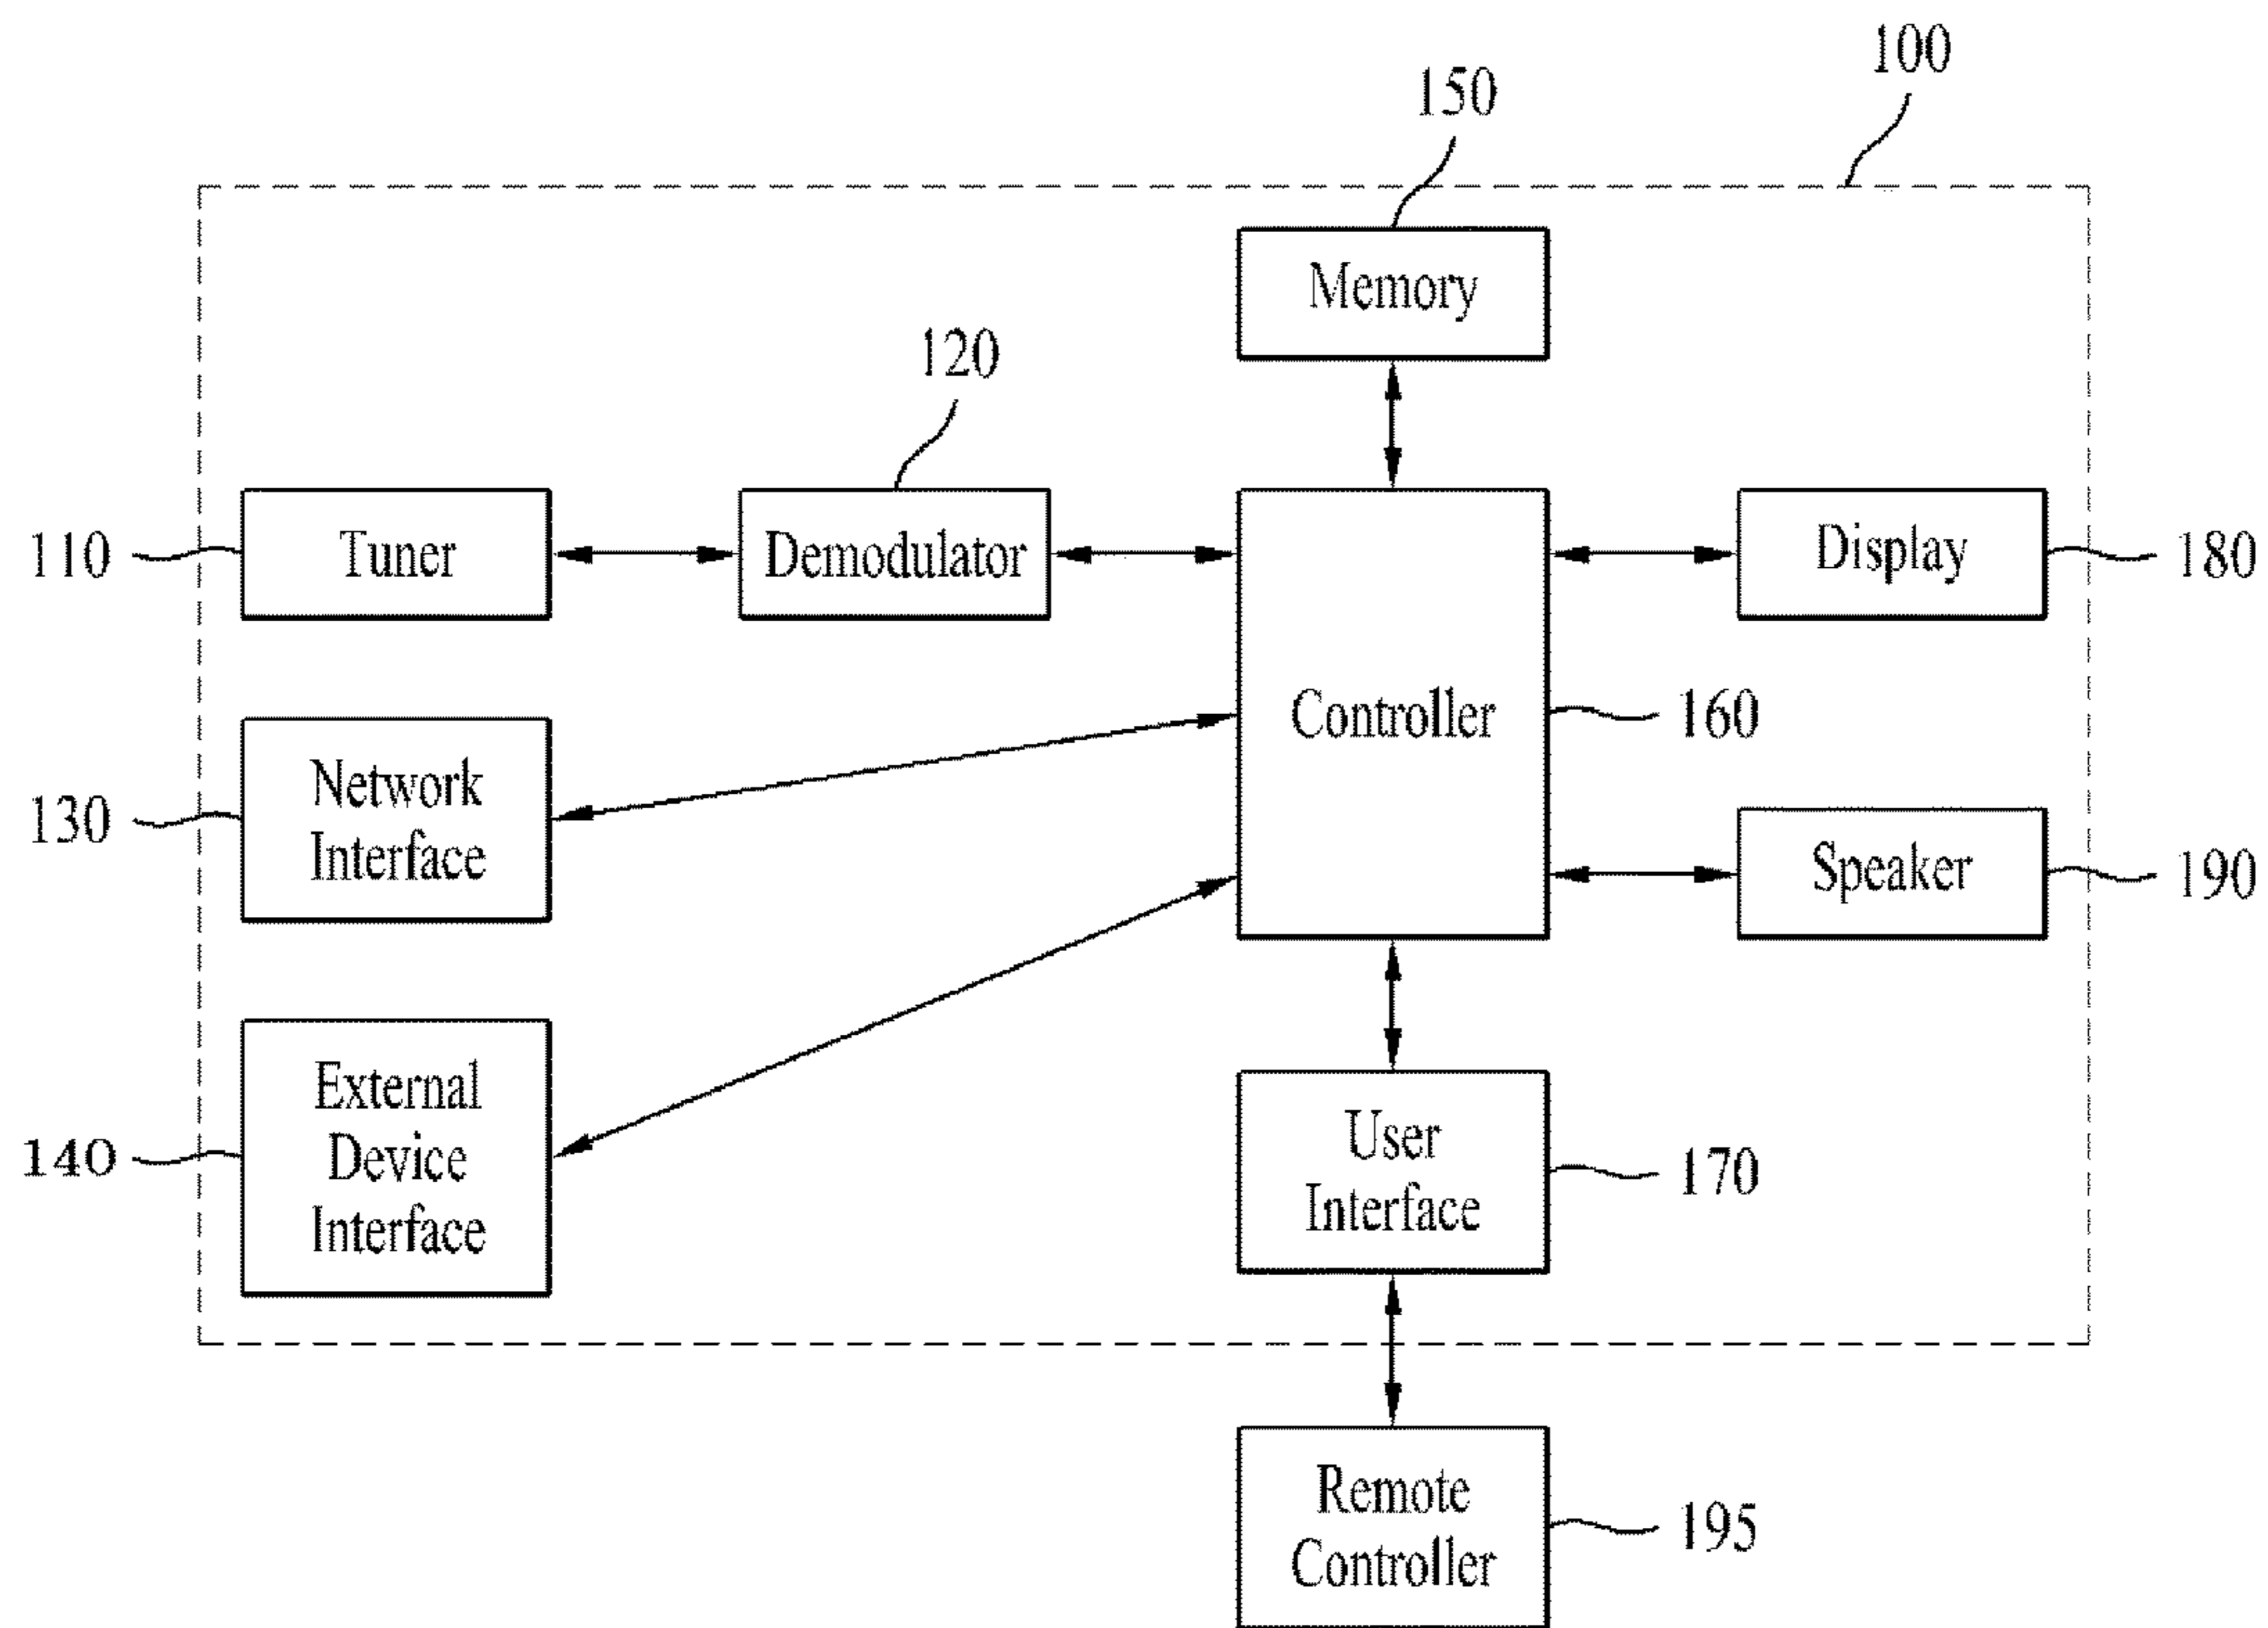 100
150
Memory
120
110
Tuner
Demodulator
Display
180
Controller
160
Network
Interface
130
Speaker
190
External
Device
Interface
140
User
Interface
170
Remote
Controller
195